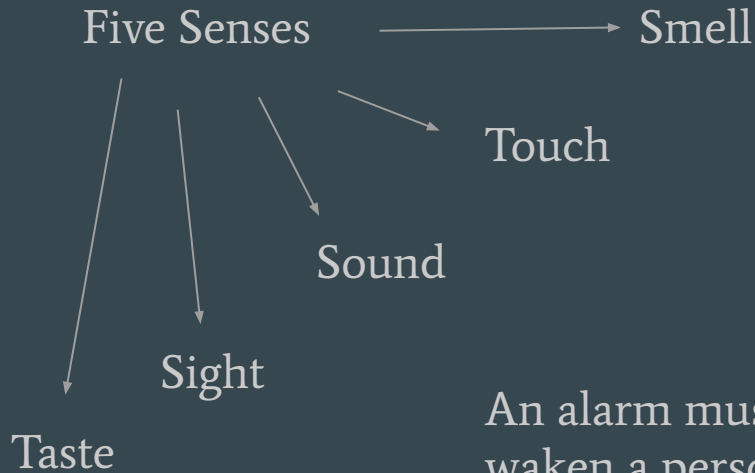 Five Senses
Smell
Touch
Sound
Sight
Taste
An alarm
waken a